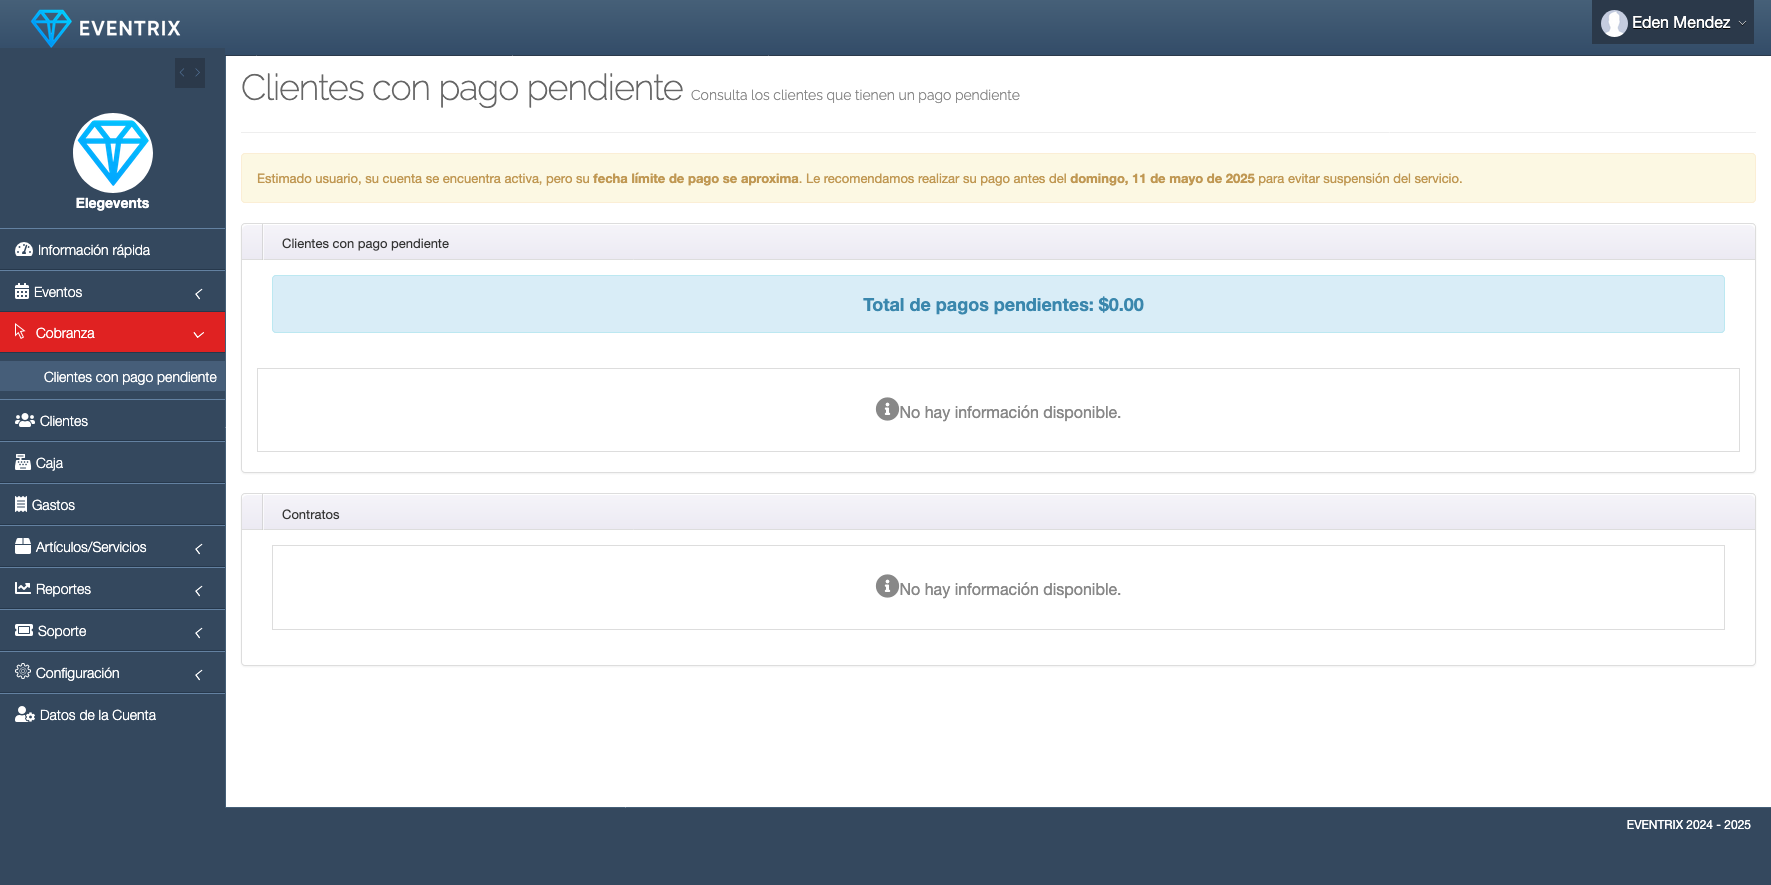 EVENTRIX
Eden Mendez
Elegevents
Información rápida
Eventos
Cobranza
Clientes con pago pendiente
Clientes
Caja
Gastos
Artículos/Servicios
Reportes
Soporte
Configuración
Datos de la Cuenta
Clientes con pago pendiente Consulta los clientes que tienen un pago pendiente
Estimado usuario, su cuenta se encuentra activa, pero su fecha límite de pago se aproxima. Le recomendamos realizar su pago antes del domingo, 11 de mayo de 2025 para evitar suspensión del servicio.
Clientes con pago pendiente
Total de pagos pendientes: $0.00
No hay información disponible.
Contratos
No hay información disponible.
EVENTRIX 2024 - 2025